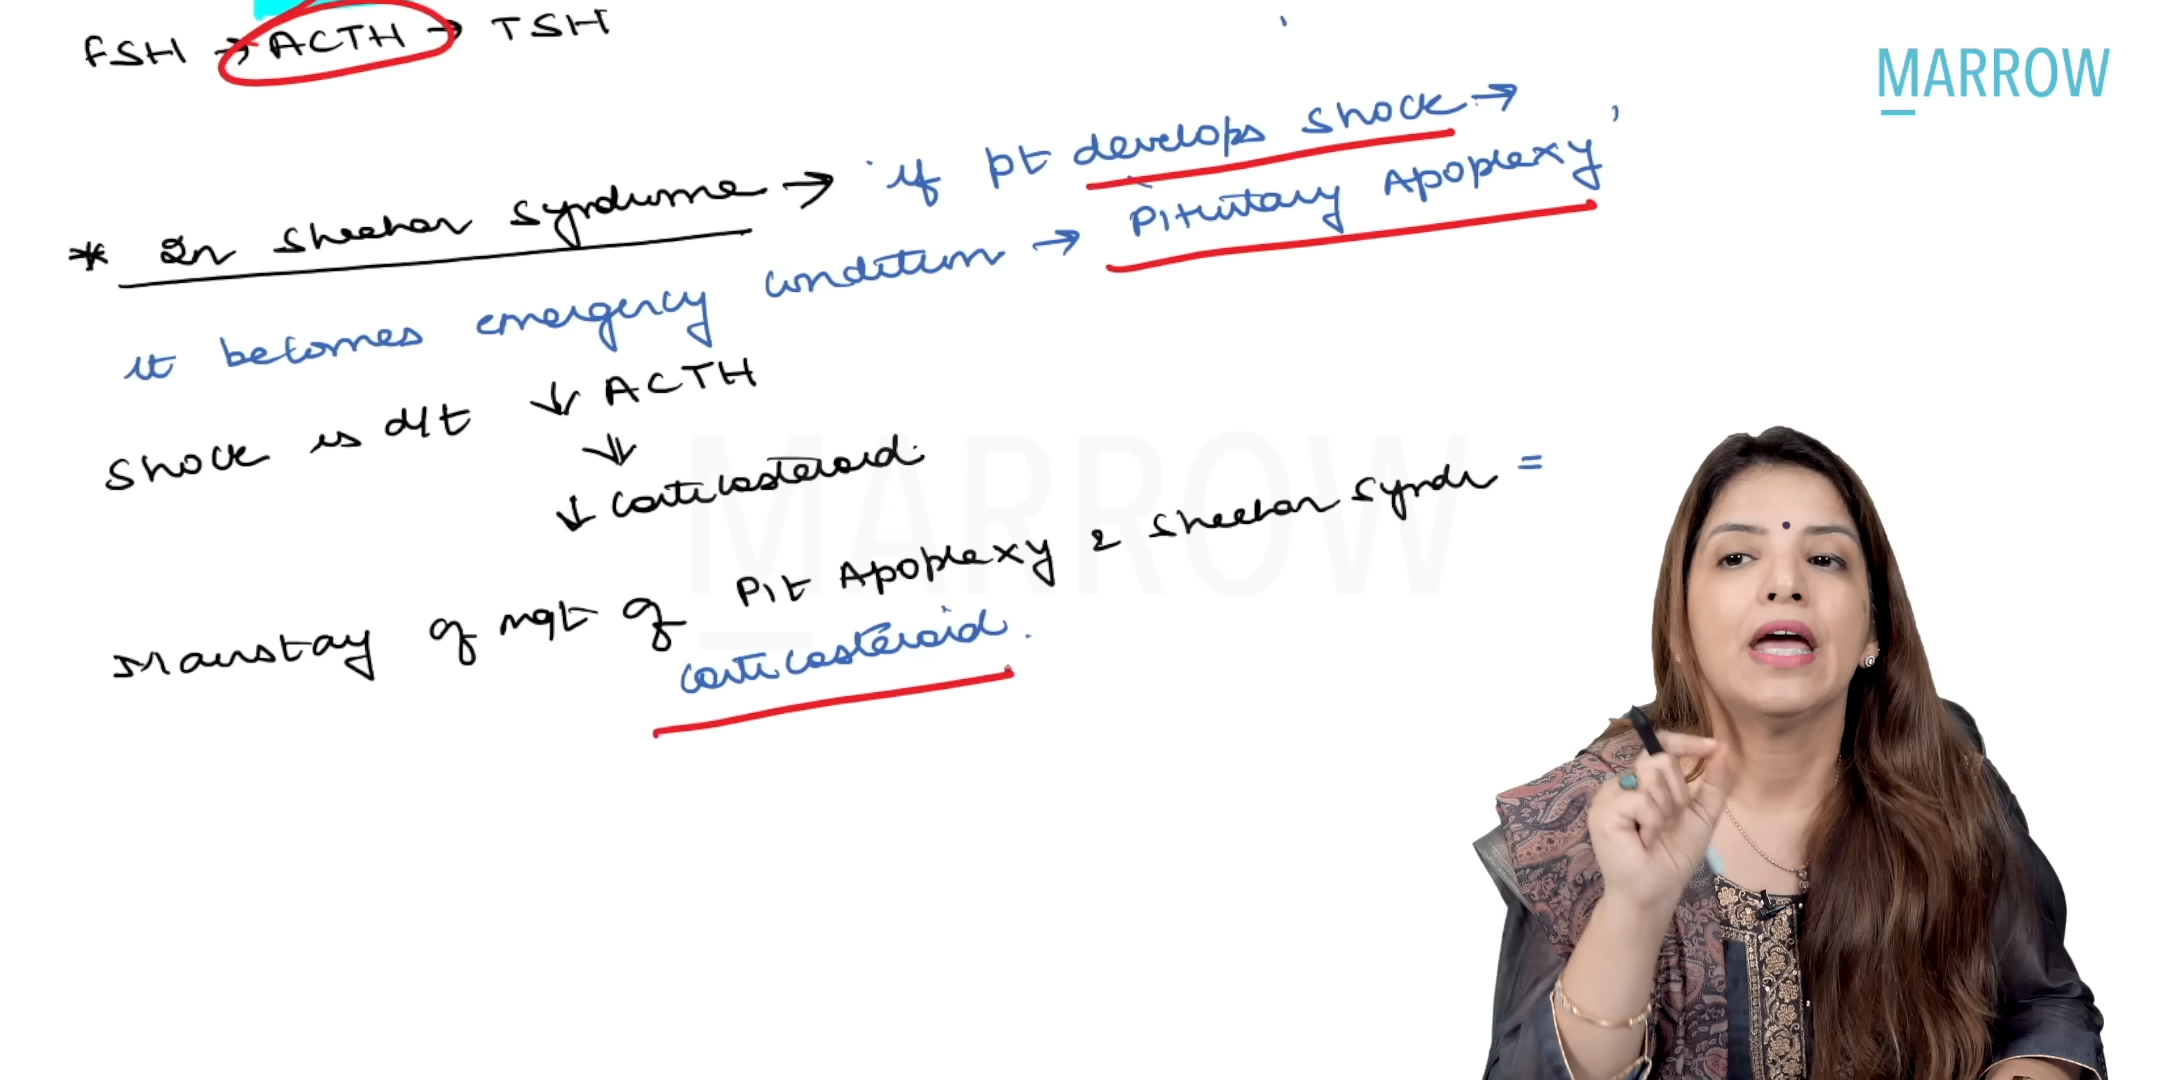 FSH → ACTH → TSH
MARROW
* In Sheehan Syndrome → if pt develops shock →
it becomes emergency condition → Pituitary Apoplexy
Shock is d/t ↓ ACTH
⇓
↓ Corticosteroid.
Mainstay of mgt of Pit Apoplexy & Sheehan Syndr =
Corticosteroid.
MARROW